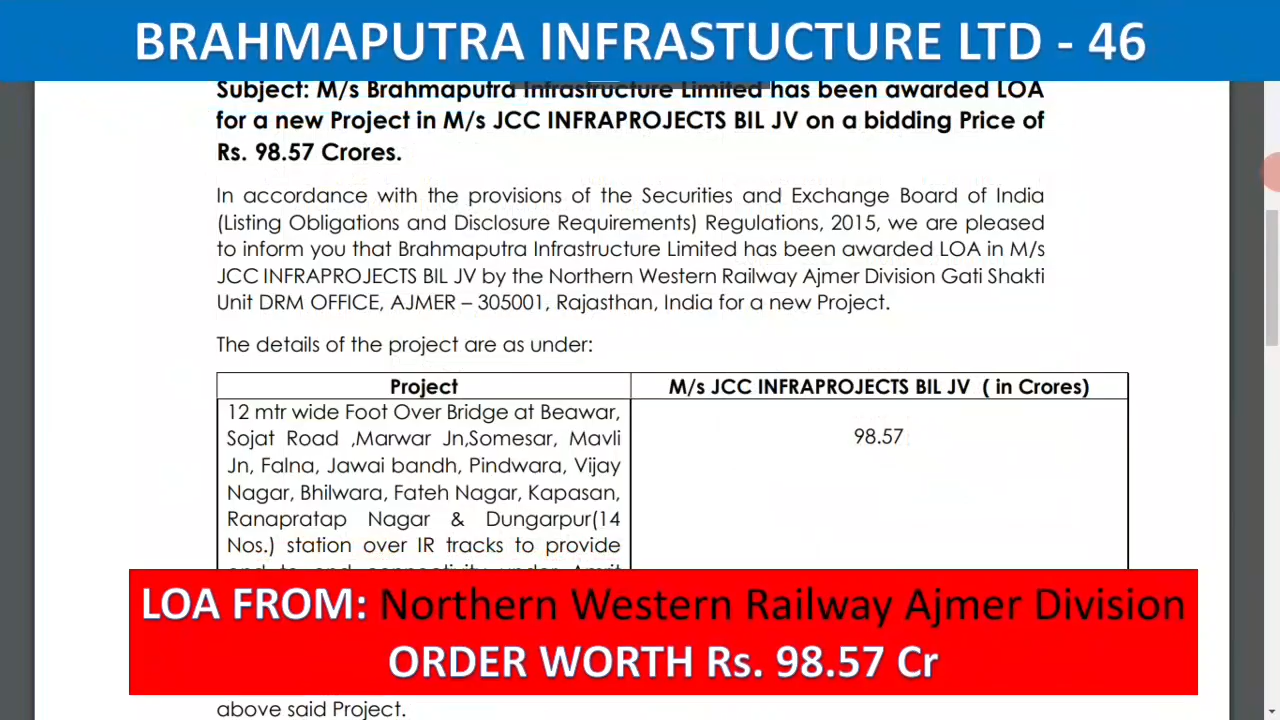 BRAHMAPUTRA INFRASTUCTURE LTD - 46
Subject: M/s Brahmaputra Infrastructure Limited has been awarded LOA
for a new Project in M/s JCC INFRAPROJECTS BIL JV on a bidding Price of
Rs. 98.57 Crores.
In accordance with the provisions of the Securities and Exchange Board of India
(Listing Obligations and Disclosure Requirements) Regulations, 2015, we are pleased
to inform you that Brahmaputra Infrastructure Limited has been awarded LOA in M/s
JCC INFRAPROJECTS BIL JV by the Northern Western Railway Ajmer Division Gati Shakti
Unit DRM OFFICE, AJMER – 305001, Rajasthan, India for a new Project.
The details of the project are as under:
Project
M/s JCC INFRAPROJECTS BIL JV ( in Crores)
12 mtr wide Foot Over Bridge at Beawar,
Sojat Road ,Marwar Jn,Somesar, Mavli
Jn, Falna, Jawai bandh, Pindwara, Vijay
Nagar, Bhilwara, Fateh Nagar, Kapasan,
Ranapratap Nagar & Dungarpur(14
Nos.) station over IR tracks to provide
98.57
LOA FROM: Northern Western Railway Ajmer Division
ORDER WORTH Rs. 98.57 Cr
above said Project.